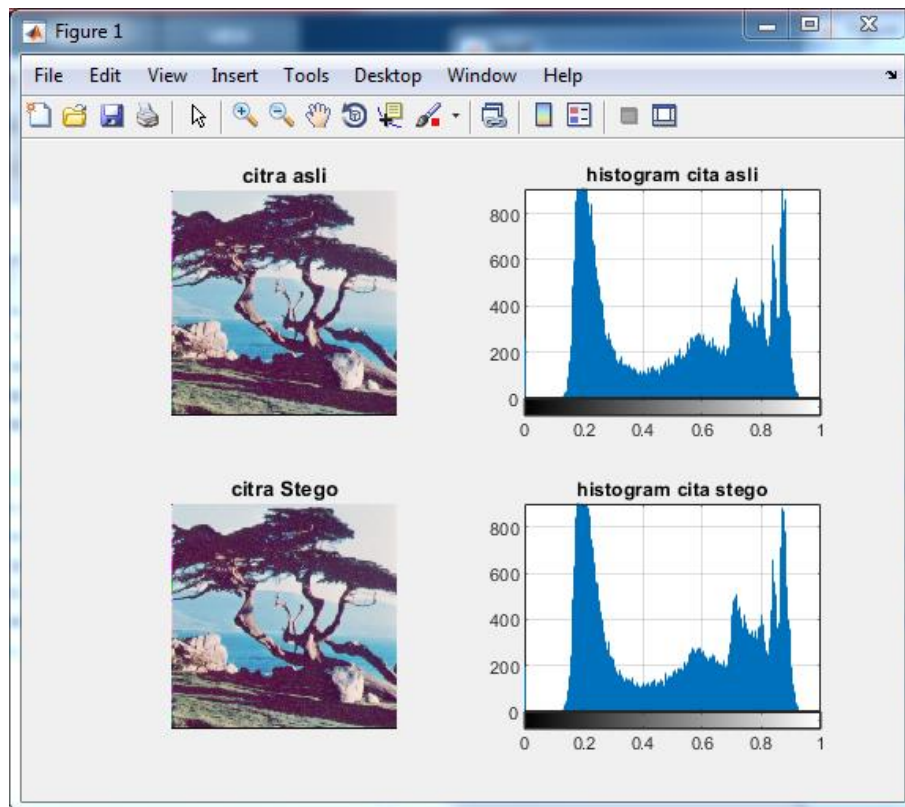 Figure 1
File Edit View Insert Tools Desktop Window Help
citra asli
histogram cita asli
800
600
400
200
0
0 0.2 0.4 0.6 0.8 1
citra Stego
histogram cita stego
800
600
400
200
0
0 0.2 0.4 0.6 0.8 1